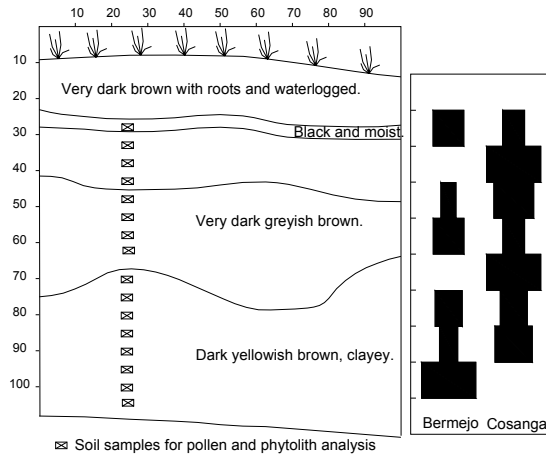 10 20 30 40 50 60 70 80 90
10
Very dark brown with roots and waterlogged.
20
30
Black and moist.
40
50
Very dark greyish brown.
60
70
80
90
Dark yellowish brown, clayey.
100
Bermejo Cosanga
Soil samples for pollen and phytolith analysis